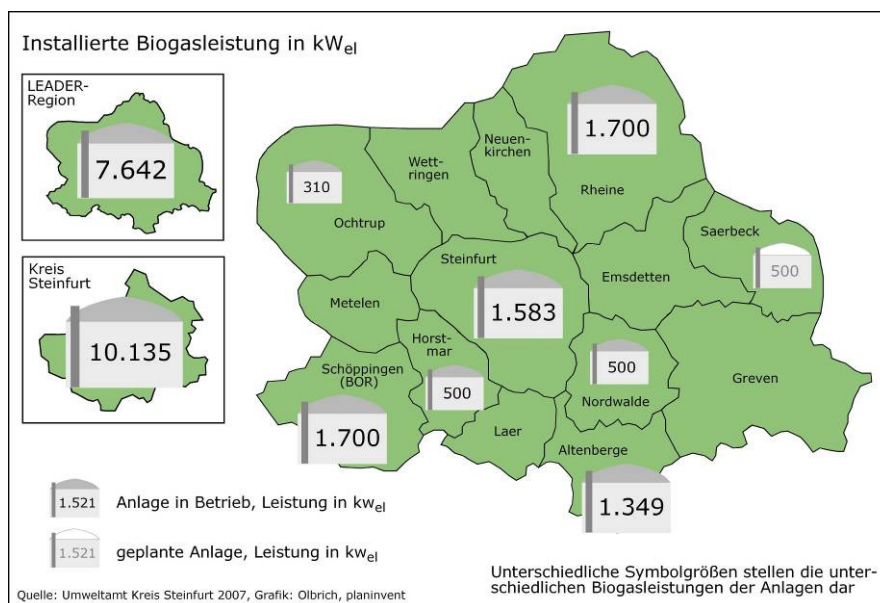 Installierte Biogasleistung in kWel
LEADER-
Region
7.642
Kreis
Steinfurt
10.135
1.700
Neuen-
kirchen
Wett-
ringen
310
Rheine
Ochtrup
Saerbeck
Steinfurt
Emsdetten
500
Metelen
1.583
Horst-
mar
Schöppingen
(BOR)
500
500
Greven
Nordwalde
1.700
Laer
Altenberge
1.349
1.521
Anlage in Betrieb, Leistung in kwel
1.521
geplante Anlage, Leistung in kwel
Unterschiedliche Symbolgrößen stellen die unter-
schiedlichen Biogasleistungen der Anlagen dar
Quelle: Umweltamt Kreis Steinfurt 2007, Grafik: Olbrich, planinvent